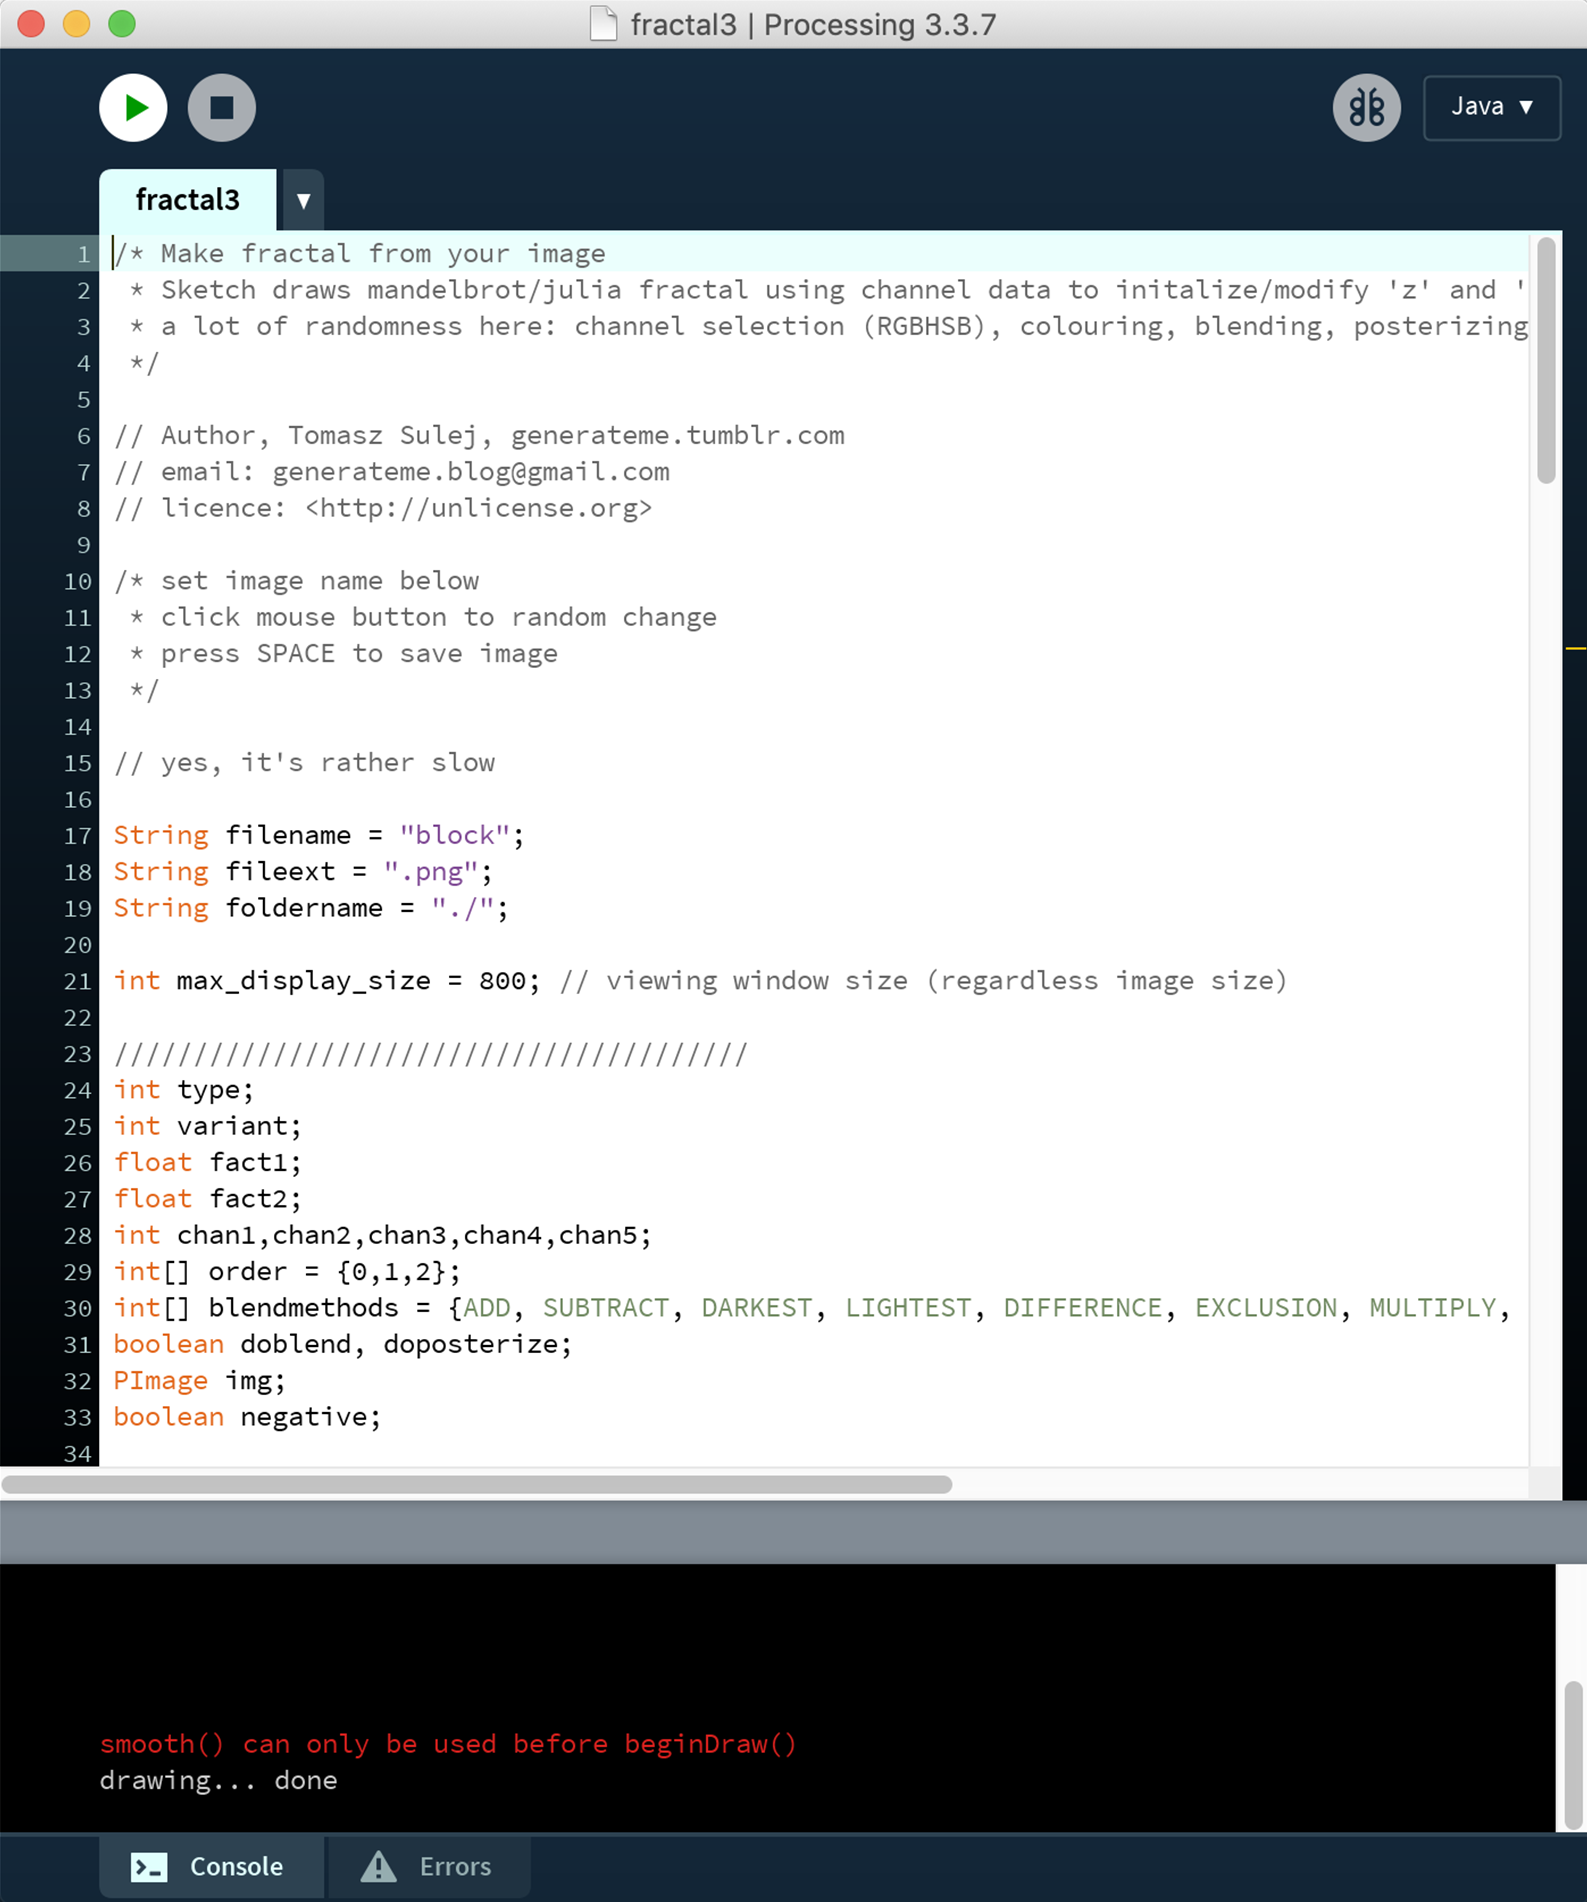 fractal3 | Processing 3.3.7
Java ▼
fractal3 ▼
1 /* Make fractal from your image
2  * Sketch draws mandelbrot/julia fractal using channel data to initalize/modify 'z' and '
3  * a lot of randomness here: channel selection (RGBHSB), colouring, blending, posterizing
4  */
5
6 // Author, Tomasz Sulej, generateme.tumblr.com
7 // email: generateme.blog@gmail.com
8 // licence: <http://unlicense.org>
9
10 /* set image name below
11  * click mouse button to random change
12  * press SPACE to save image
13  */
14
15 // yes, it's rather slow
16
17 String filename = "block";
18 String fileext = ".png";
19 String foldername = "./";
20
21 int max_display_size = 800; // viewing window size (regardless image size)
22
23 ////////////////////////////////////////
24 int type;
25 int variant;
26 float fact1;
27 float fact2;
28 int chan1,chan2,chan3,chan4,chan5;
29 int[] order = {0,1,2};
30 int[] blendmethods = {ADD, SUBTRACT, DARKEST, LIGHTEST, DIFFERENCE, EXCLUSION, MULTIPLY,
31 boolean doblend, doposterize;
32 PImage img;
33 boolean negative;
34
smooth() can only be used before beginDraw()
drawing... done
Console
Errors